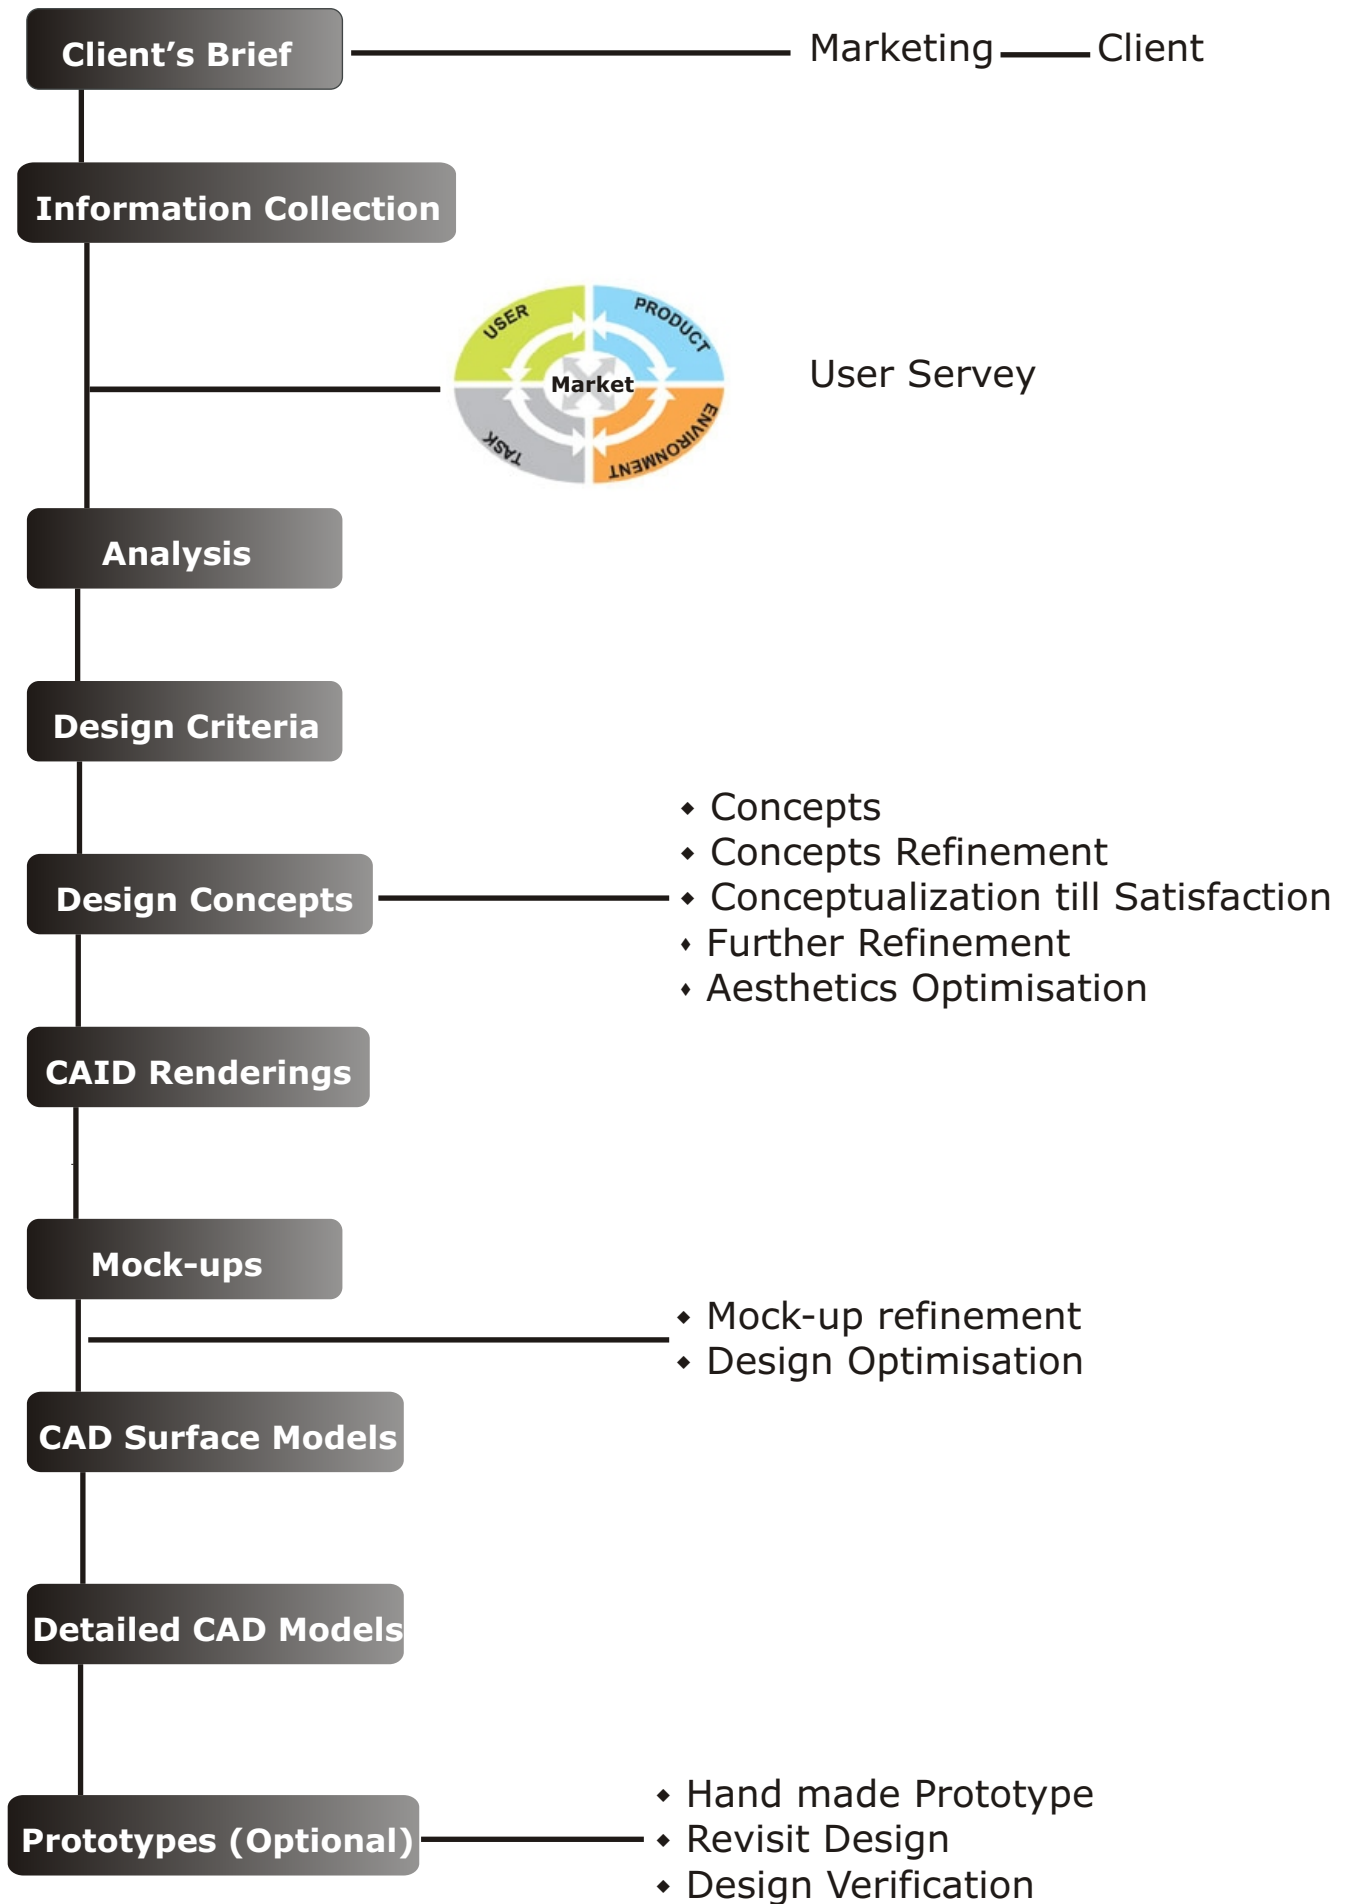 Client’s Brief
Marketing
Client
Information Collection
USER
PRODUCT
Market
TASK
ENVIRONMENT
User Servey
Analysis
Design Criteria
Design Concepts
Concepts
Concepts Refinement
Conceptualization till Satisfaction
Further Refinement
Aesthetics Optimisation
CAID Renderings
Mock-ups
Mock-up refinement
Design Optimisation
CAD Surface Models
Detailed CAD Models
Prototypes (Optional)
Hand made Prototype
Revisit Design
Design Verification